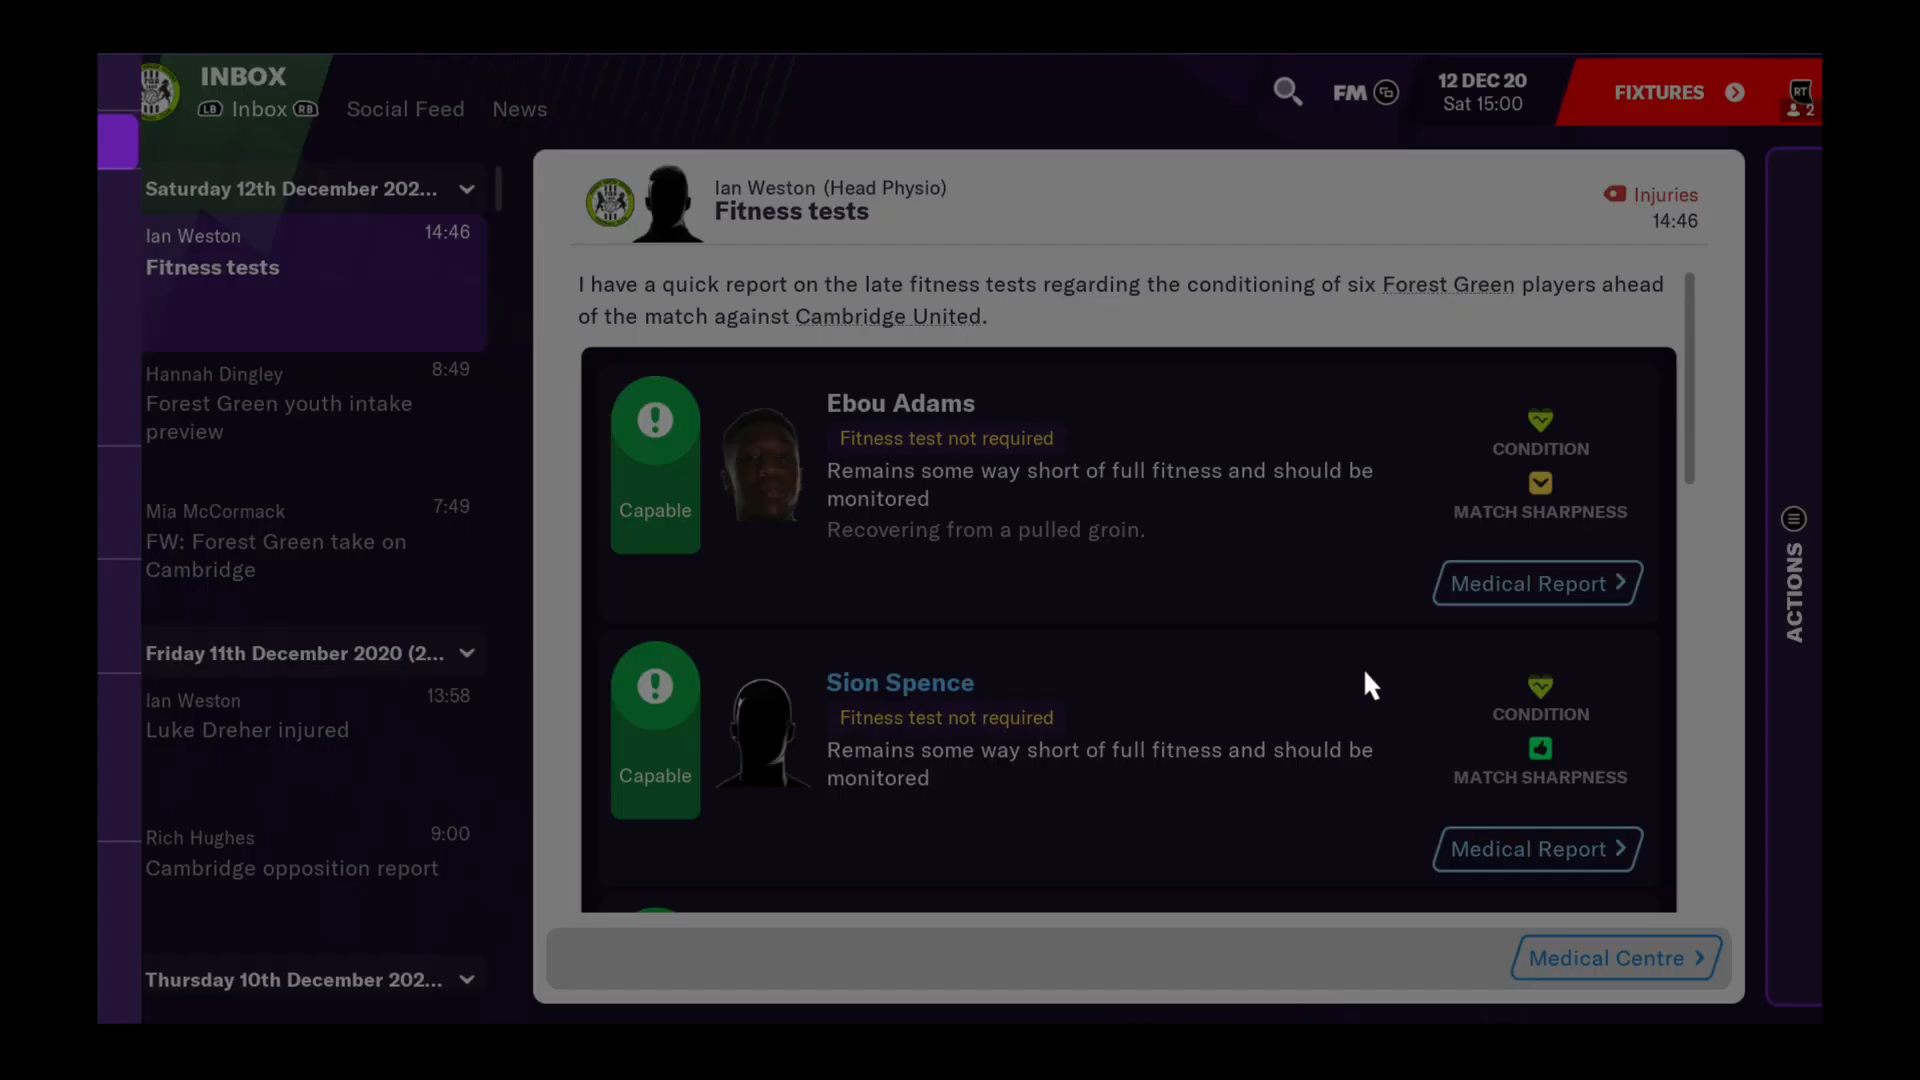 INBOX
LB Inbox RB Social Feed News
FM
12 DEC 20
Sat 15:00
FIXTURES
RT
2
Saturday 12th December 202...
Ian Weston 14:46
Fitness tests
Hannah Dingley 8:49
Forest Green youth intake
preview
Mia McCormack 7:49
FW: Forest Green take on
Cambridge
Friday 11th December 2020 (2...
Ian Weston 13:58
Luke Dreher injured
Rich Hughes 9:00
Cambridge opposition report
Thursday 10th December 202...
Ian Weston (Head Physio)
Fitness tests
Injuries
14:46
I have a quick report on the late fitness tests regarding the conditioning of six Forest Green players ahead
of the match against Cambridge United.
Capable
Ebou Adams
Fitness test not required
Remains some way short of full fitness and should be
monitored
Recovering from a pulled groin.
CONDITION
MATCH SHARPNESS
Medical Report
Capable
Sion Spence
Fitness test not required
Remains some way short of full fitness and should be
monitored
CONDITION
MATCH SHARPNESS
Medical Report
Medical Centre
ACTIONS